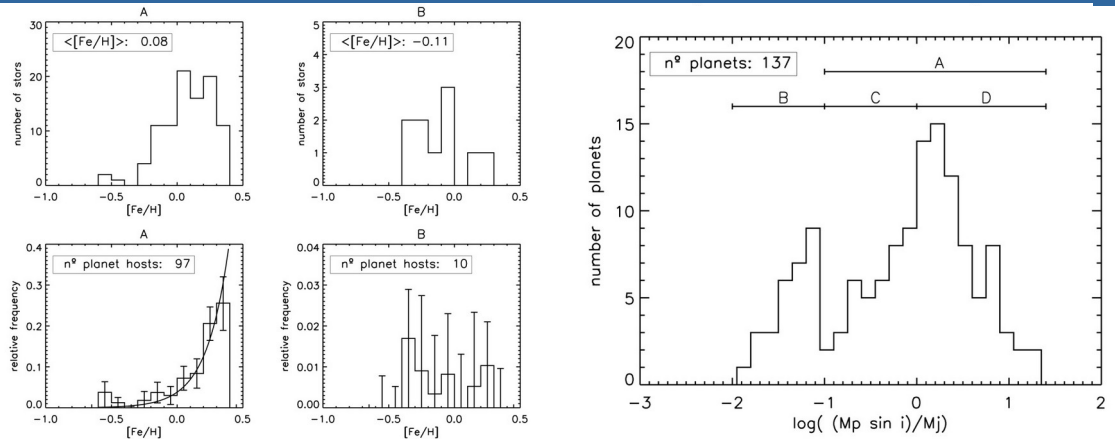 A
<[Fe/H]>: 0.08
number of stars
30
20
10
0
-1.0 -0.5 0.0 0.5
[Fe/H]
B
<[Fe/H]>: -0.11
number of stars
5
4
3
2
1
0
-1.0 -0.5 0.0 0.5
[Fe/H]
A
nº planet hosts: 97
relative frequency
0.4
0.3
0.2
0.1
0.0
-1.0 -0.5 0.0 0.5
[Fe/H]
B
nº planet hosts: 10
relative frequency
0.04
0.03
0.02
0.01
0.00
-1.0 -0.5 0.0 0.5
[Fe/H]
nº planets: 137
A
B C D
number of planets
20
15
10
5
0
-3 -2 -1 0 1 2
log( (Mp sin i)/Mj)